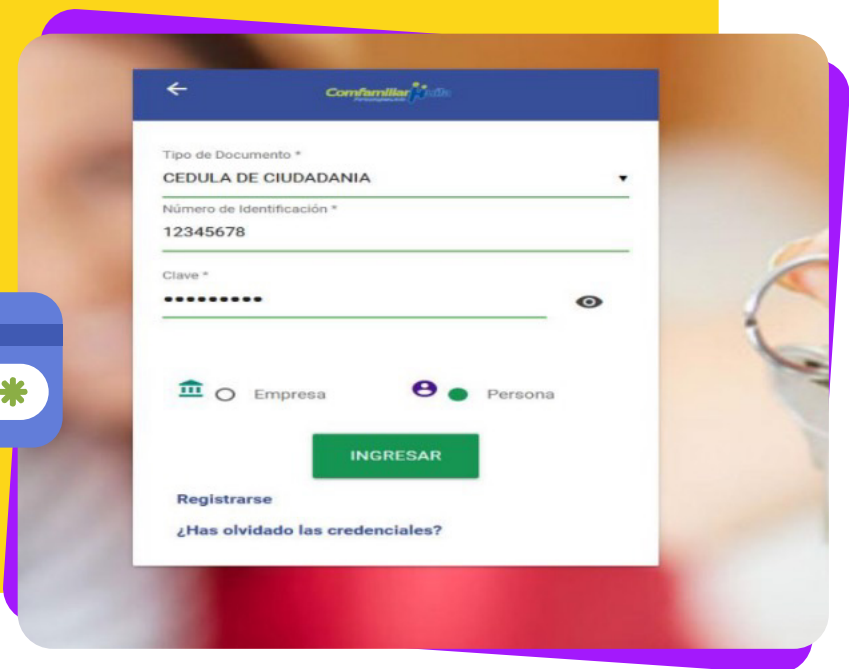 Comfamiliar Huila
Tipo de Documento *
CEDULA DE CIUDADANIA
Número de Identificación *
12345678
Clave *
•••••••••
Empresa
Persona
INGRESAR
Registrarse
¿Has olvidado las credenciales?